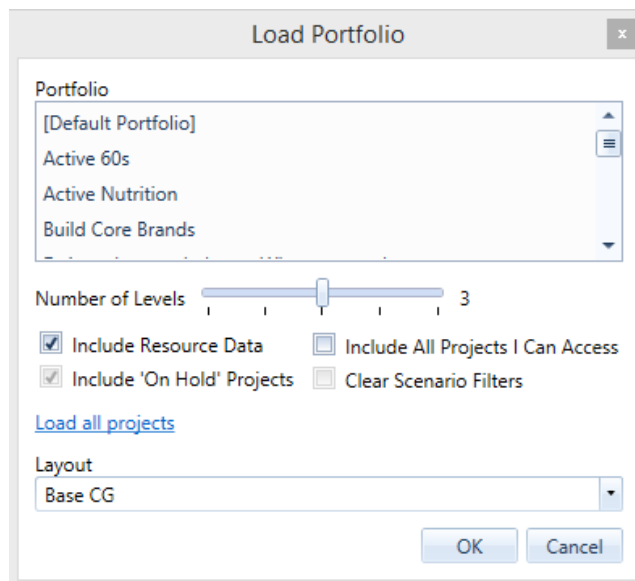 Load Portfolio
x
Portfolio
[Default Portfolio]
Active 60s
Active Nutrition
Build Core Brands
Number of Levels 3
Include Resource Data Include All Projects I Can Access
Include 'On Hold' Projects Clear Scenario Filters
Load all projects
Layout
Base CG
OK Cancel